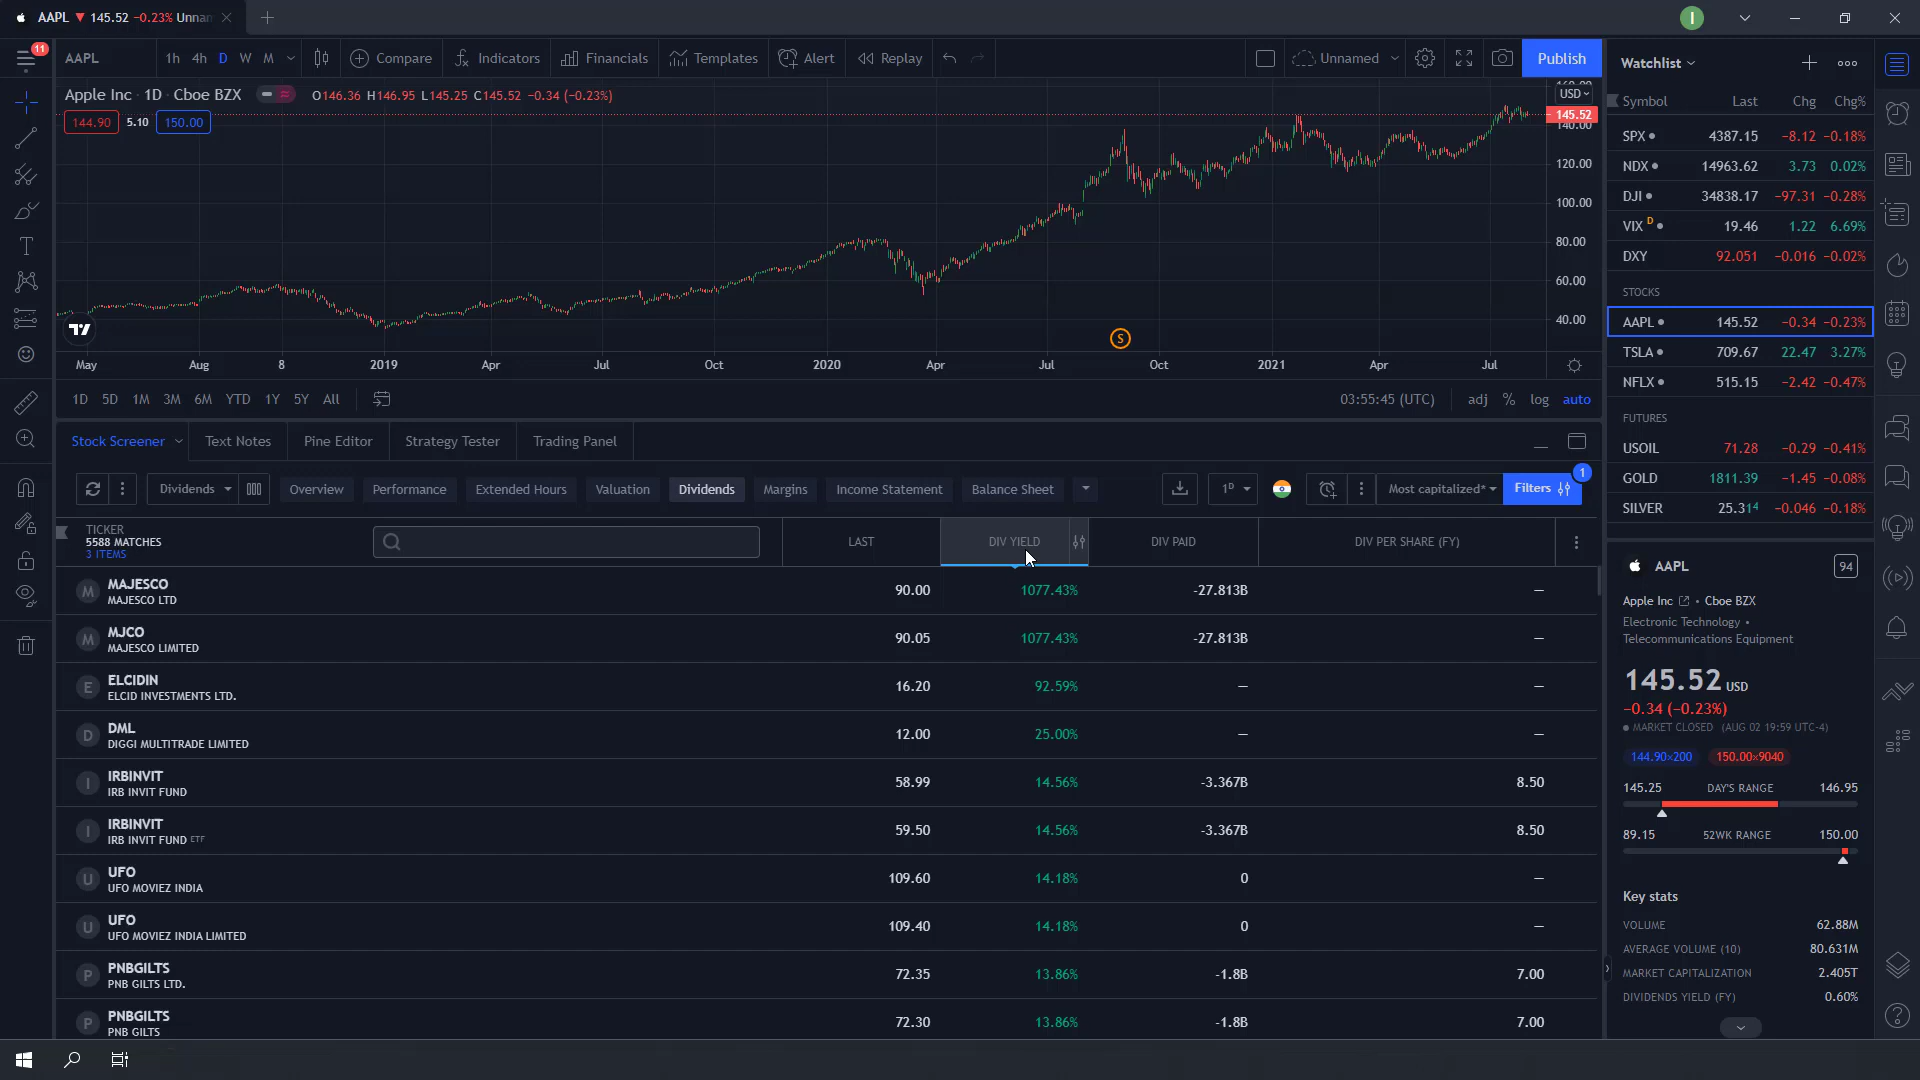 AAPL ▼ 145.52 −0.23% Unnam
I
11
AAPL 1h 4h D W M Compare Indicators Financials Templates Alert Replay Unnamed Publish
Apple Inc · 1D · Cboe BZX O146.36 H146.95 L145.25 C145.52 −0.34 (−0.23%)
144.90 5.10 150.00
USD
145.52
140.00
120.00
100.00
80.00
60.00
40.00
S
May Aug 8 2019 Apr Jul Oct 2020 Apr Jul Oct 2021 Apr Jul
1D 5D 1M 3M 6M YTD 1Y 5Y All 03:55:45 (UTC) adj % log auto
Stock Screener Text Notes Pine Editor Strategy Tester Trading Panel
Dividends Overview Performance Extended Hours Valuation Dividends Margins Income Statement Balance Sheet 1D Most capitalized* Filters 1
TICKER
5588 MATCHES
3 ITEMS
LAST DIV YIELD DIV PAID DIV PER SHARE (FY)
M MAJESCO
MAJESCO LTD
90.00 1077.43% -27.813B —
M MJCO
MAJESCO LIMITED
90.05 1077.43% -27.813B —
E ELCIDIN
ELCID INVESTMENTS LTD.
16.20 92.59% — —
D DML
DIGGI MULTITRADE LIMITED
12.00 25.00% — —
I IRBINVIT
IRB INVIT FUND
58.99 14.56% -3.367B 8.50
I IRBINVIT
IRB INVIT FUND ETF
59.50 14.56% -3.367B 8.50
U UFO
UFO MOVIEZ INDIA
109.60 14.18% 0 —
U UFO
UFO MOVIEZ INDIA LIMITED
109.40 14.18% 0 —
P PNBGILTS
PNB GILTS LTD.
72.35 13.86% -1.8B 7.00
P PNBGILTS
PNB GILTS
72.30 13.86% -1.8B 7.00
Watchlist
Symbol Last Chg Chg%
SPX 4387.15 −8.12 −0.18%
NDX 14963.62 3.73 0.02%
DJI 34838.17 −97.31 −0.28%
VIX D 19.46 1.22 6.69%
DXY 92.051 −0.016 −0.02%
STOCKS
AAPL 145.52 −0.34 −0.23%
TSLA 709.67 22.47 3.27%
NFLX 515.15 −2.42 −0.47%
FUTURES
USOIL 71.28 −0.29 −0.41%
GOLD 1811.39 −1.45 −0.08%
SILVER 25.314 −0.046 −0.18%
AAPL 94
Apple Inc • Cboe BZX
Electronic Technology •
Telecommunications Equipment
145.52 USD
−0.34 (−0.23%)
MARKET CLOSED (AUG 02 19:59 UTC-4)
144.90×200 150.00×9040
145.25 DAY'S RANGE 146.95
89.15 52WK RANGE 150.00
Key stats
VOLUME 62.88M
AVERAGE VOLUME (10) 80.631M
MARKET CAPITALIZATION 2.405T
DIVIDENDS YIELD (FY) 0.60%